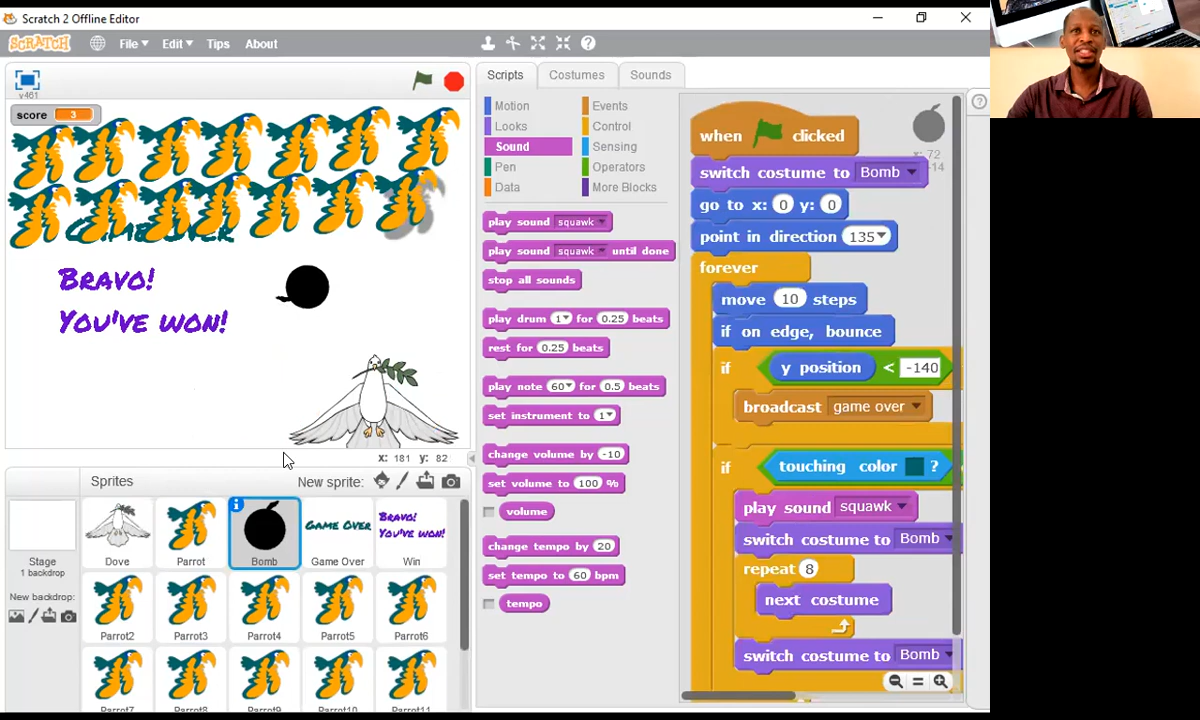 Scratch 2 Offline Editor
SCRATCH File Edit Tips About
v461
score 3
GAME OVER
BRAVO!
YOU'VE WON!
x: 181 y: 82
Scripts Costumes Sounds
Motion Events
Looks Control
Sound Sensing
Pen Operators
Data More Blocks
play sound squawk
play sound squawk until done
stop all sounds
play drum 1 for 0.25 beats
rest for 0.25 beats
play note 60 for 0.5 beats
set instrument to 1
change volume by -10
set volume to 100 %
volume
change tempo by 20
set tempo to 60 bpm
tempo
when clicked
switch costume to Bomb
go to x: 0 y: 0
point in direction 135
forever
move 10 steps
if on edge, bounce
if y position < -140
broadcast game over
if touching color ?
play sound squawk
switch costume to Bomb
repeat 8
next costume
switch costume to Bomb
x: 72
-14
Sprites New sprite:
Stage
1 backdrop
New backdrop:
GAME OVER
BRAVO!
YOU'VE WON!
Dove Parrot Bomb Game Over Win
Parrot2 Parrot3 Parrot4 Parrot5 Parrot6
Parrot7 Parrot8 Parrot9 Parrot10 Parrot11